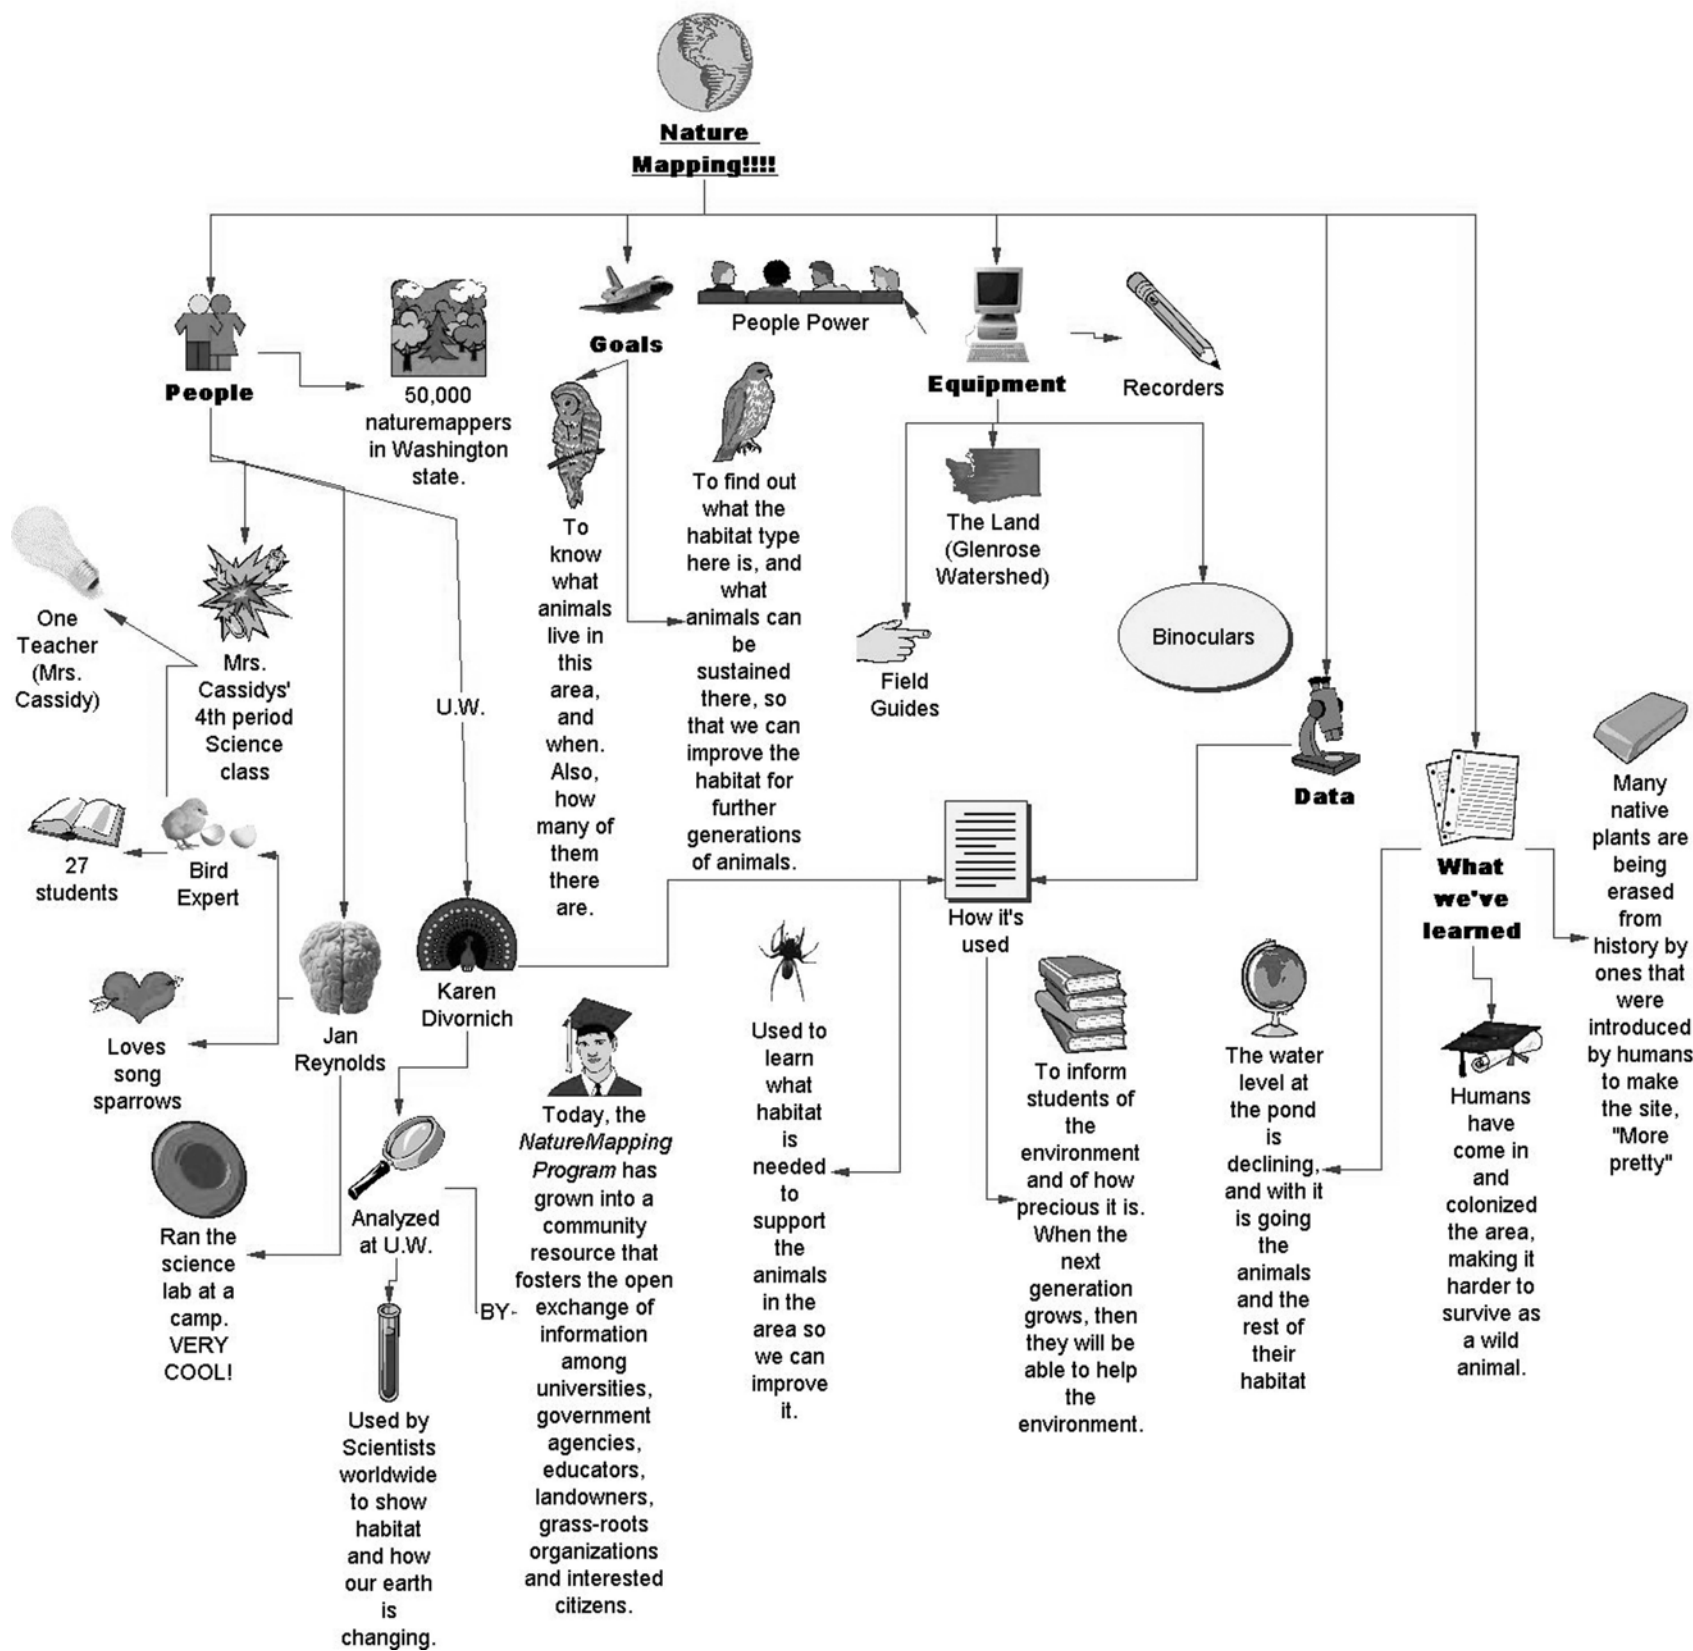 Nature
Mapping!!!!
People
50,000
naturemappers
in Washington
state.
Goals
People Power
Equipment
Recorders
To
know
what
animals
live in
this
area,
and
when.
Also,
how
many of
them
there
are.
To find out
what the
habitat type
here is, and
what
animals can
be
sustained
there, so
that we can
improve the
habitat for
further
generations
of animals.
The Land
(Glenrose
Watershed)
Field
Guides
Binoculars
One
Teacher
(Mrs.
Cassidy)
Mrs.
Cassidys'
4th period
Science
class
U.W.
27
students
Bird
Expert
Loves
song
sparrows
Jan
Reynolds
Karen
Divornich
Ran the
science
lab at a
camp.
VERY
COOL!
Analyzed
at U.W.
BY-
Used by
Scientists
worldwide
to show
habitat
and how
our earth
is
changing.
Today, the
NatureMapping
Program has
grown into a
community
resource that
fosters the open
exchange of
information
among
universities,
government
agencies,
educators,
landowners,
grass-roots
organizations
and interested
citizens.
Used to
learn
what
habitat
is
needed
to
support
the
animals
in the
area so
we can
improve
it.
Data
How it's
used
To inform
students of
the
environment
and of how
precious it is.
When the
next
generation
grows, then
they will be
able to help
the
environment.
What
we've
learned
The water
level at
the pond
is
declining,
and with it
is going
the
animals
and the
rest of
their
habitat
Humans
have
come in
and
colonized
the area,
making it
harder to
survive as
a wild
animal.
Many
native
plants are
being
erased
from
history by
ones that
were
introduced
by humans
to make
the site,
"More
pretty"